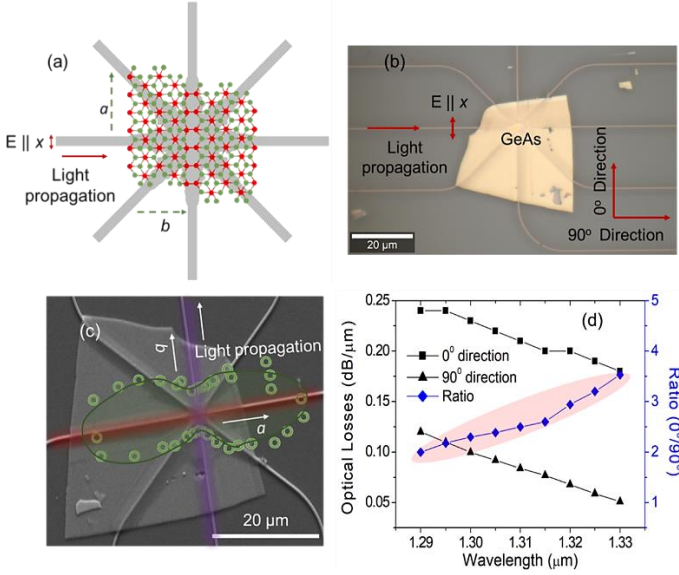 (a)
a
E || x
Light
propagation
b
(b)
E || x
Light
propagation
GeAs
0° Direction
90° Direction
20 µm
(c)
b
Light propagation
a
20 µm
(d)
0.25
0.20
0.15
0.10
0.05
Optical Losses (dB/µm)
0⁰ direction
90⁰ direction
Ratio
5
4
3
2
1
Ratio (0°/90°)
1.29
1.30
1.31
1.32
1.33
Wavelength (µm)